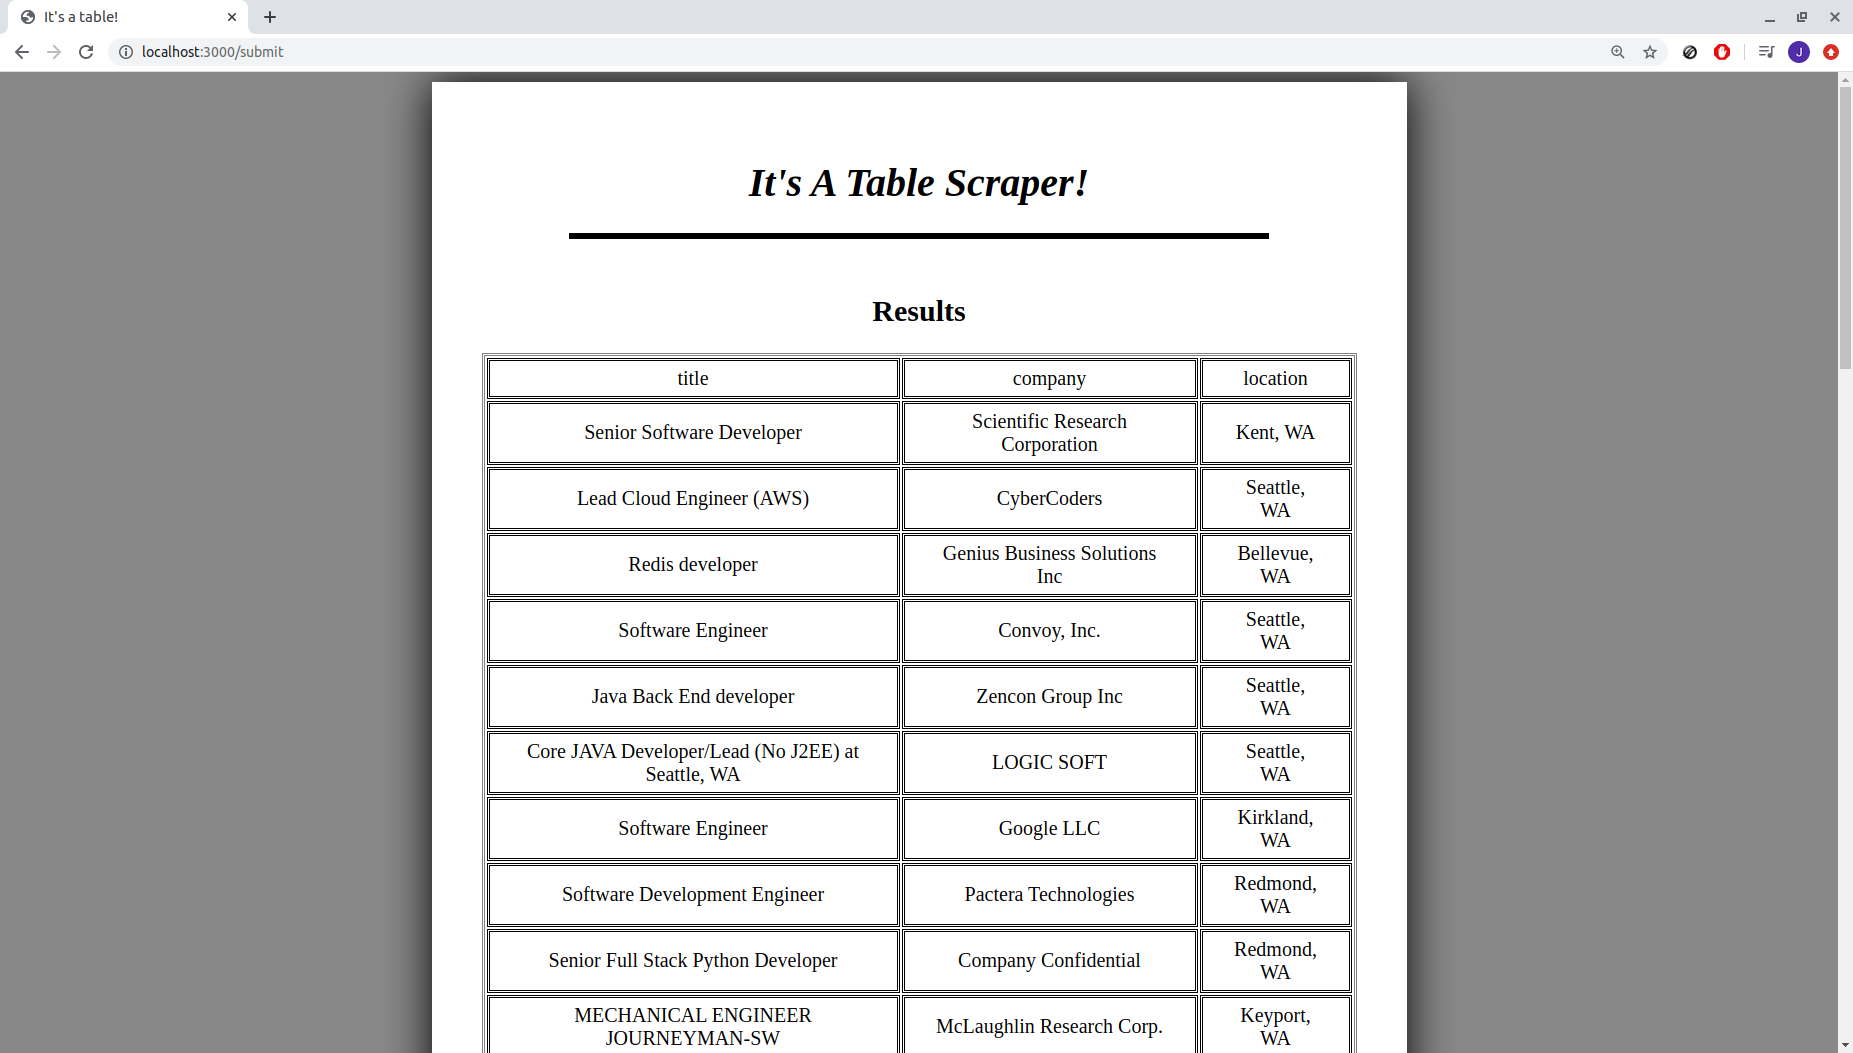 It's a table!
localhost:3000/submit
J
It's A Table Scraper!
Results
title company location
Senior Software Developer
Scientific Research
Corporation
Kent, WA
Lead Cloud Engineer (AWS)
CyberCoders
Seattle,
WA
Redis developer
Genius Business Solutions
Inc
Bellevue,
WA
Software Engineer
Convoy, Inc.
Seattle,
WA
Java Back End developer
Zencon Group Inc
Seattle,
WA
Core JAVA Developer/Lead (No J2EE) at
Seattle, WA
LOGIC SOFT
Seattle,
WA
Software Engineer
Google LLC
Kirkland,
WA
Software Development Engineer
Pactera Technologies
Redmond,
WA
Senior Full Stack Python Developer
Company Confidential
Redmond,
WA
MECHANICAL ENGINEER
JOURNEYMAN-SW
McLaughlin Research Corp.
Keyport,
WA